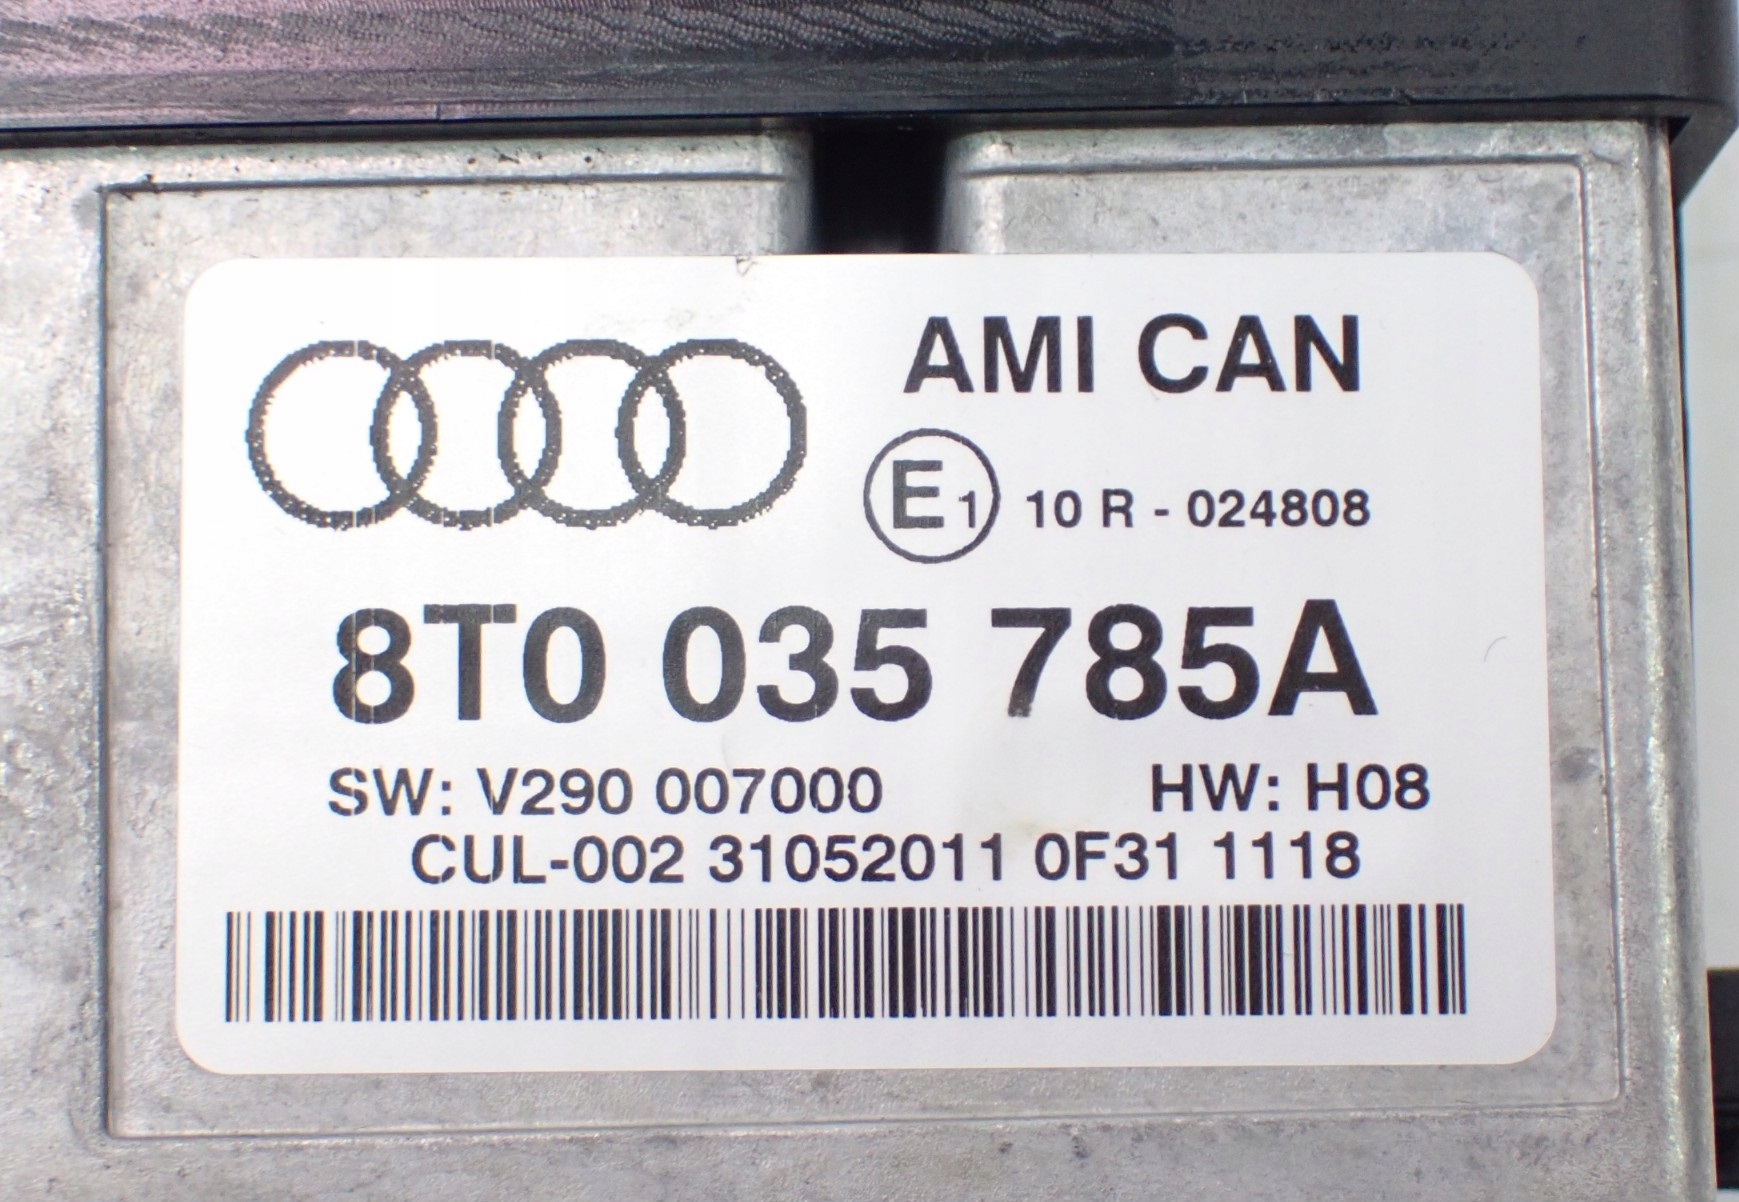 AMI CAN
E1 10 R - 024808
8T0 035 785A
SW: V290 007000 HW: H08
CUL-002 31052011 0F31 1118